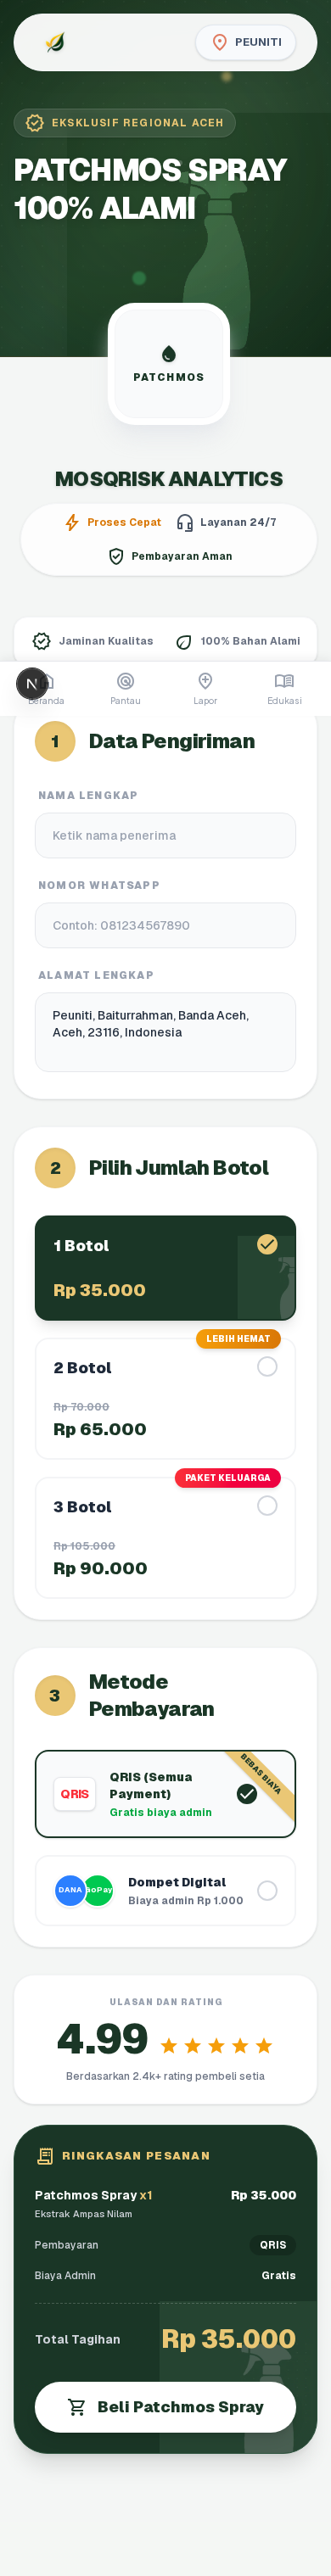 PEUNITI
EKSKLUSIF REGIONAL ACEH
PATCHMOS SPRAY
100% ALAMI
PATCHMOS
MOSQRISK ANALYTICS
Proses Cepat
Layanan 24/7
Pembayaran Aman
Jaminan Kualitas
100% Bahan Alami
N
Beranda
Pantau
Lapor
Edukasi
1
Data Pengiriman
NAMA LENGKAP
Ketik nama penerima
NOMOR WHATSAPP
Contoh: 081234567890
ALAMAT LENGKAP
Peuniti, Baiturrahman, Banda Aceh,
Aceh, 23116, Indonesia
2
Pilih Jumlah Botol
1 Botol
Rp 35.000
LEBIH HEMAT
2 Botol
Rp 70.000
Rp 65.000
PAKET KELUARGA
3 Botol
Rp 105.000
Rp 90.000
3
Metode
Pembayaran
BEBAS BIAYA
QRIS
QRIS (Semua
Payment)
Gratis biaya admin
DANA
GoPay
Dompet Digital
Biaya admin Rp 1.000
ULASAN DAN RATING
4.99
Berdasarkan 2.4k+ rating pembeli setia
RINGKASAN PESANAN
Patchmos Spray x1
Rp 35.000
Ekstrak Ampas Nilam
Pembayaran
QRIS
Biaya Admin
Gratis
Total Tagihan
Rp 35.000
Beli Patchmos Spray